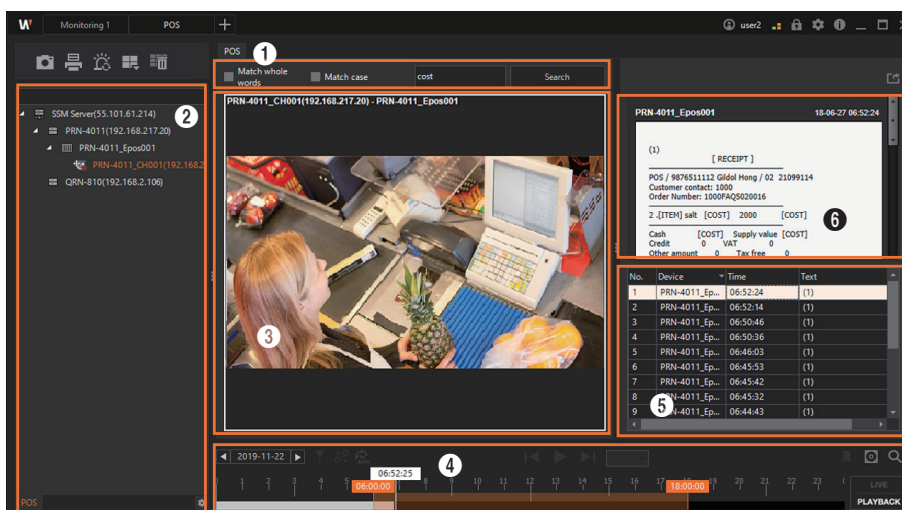 W Monitoring 1 POS + user2
POS
1
Match whole words Match case cost Search
2
SSM Server(55.101.61.214)
PRN-4011(192.168.217.20)
PRN-4011_Epos001
PRN-4011_CH001(192.168.2
QRN-810(192.168.2.106)
POS
PRN-4011_CH001(192.168.217.20) - PRN-4011_Epos001
3
PRN-4011_Epos001 18-06-27 06:52:24
(1)
[ RECEIPT ]
POS / 9876511112 Gildol Hong / 02 21099114
Customer contact: 1000
Order Number: 1000FAQ5020016
2 .[ITEM] salt [COST] 2000 [COST]
6
Cash [COST] Supply value [COST]
Credit 0 VAT 0
Other amount 0 Tax free 0
No. Device Time Text
1 PRN-4011_Ep... 06:52:24 (1)
2 PRN-4011_Ep... 06:52:14 (1)
3 PRN-4011_Ep... 06:50:46 (1)
4 PRN-4011_Ep... 06:50:36 (1)
5 PRN-4011_Ep... 06:46:03 (1)
6 PRN-4011_Ep... 06:45:53 (1)
7 PRN-4011_Ep... 06:45:42 (1)
8 PRN-4011_Ep... 06:45:32 (1)
9 PRN-4011_Ep... 06:44:43 (1)
5
2019-11-22
4
06:52:25
0 1 2 3 4 5 06:00:00 7 8 9 10 11 12 13 14 15 16 17 18:00:00 19 20 21 22 23
LIVE
PLAYBACK